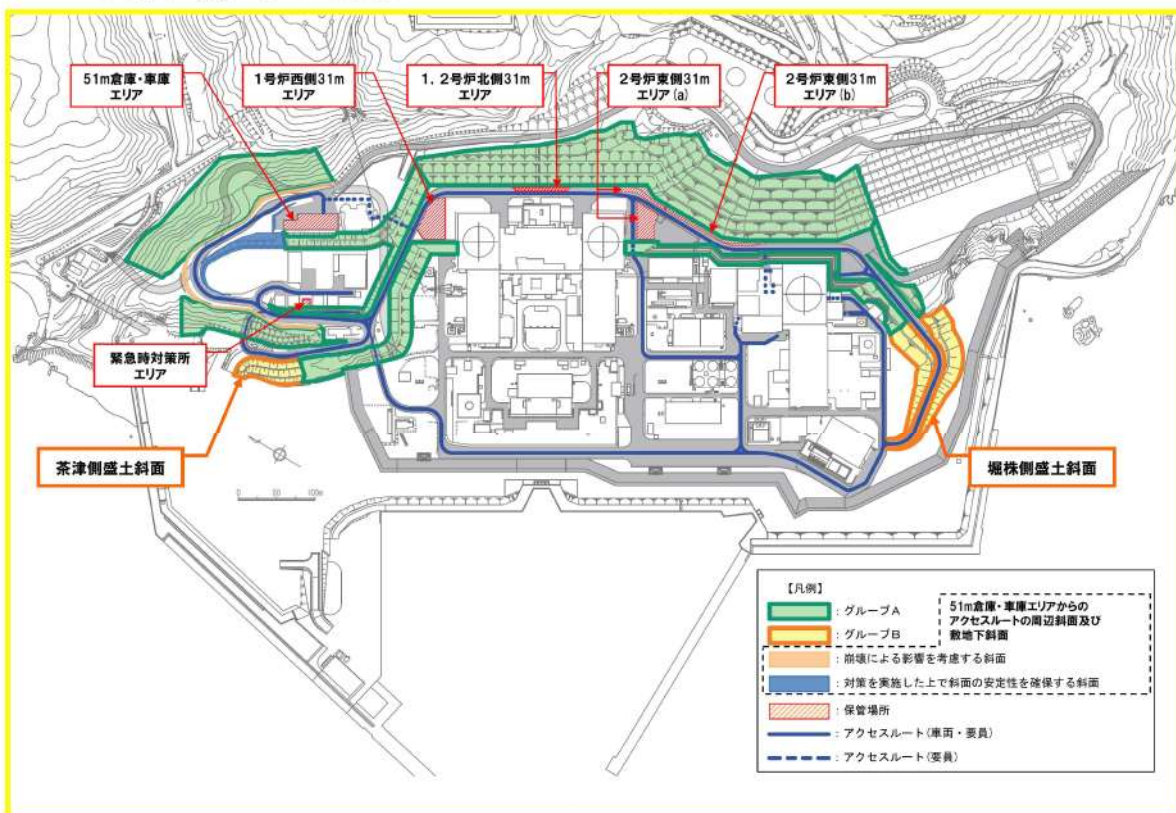 51m倉庫・車庫
エリア
1号炉西側31m
エリア
1，2号炉北側31m
エリア
2号炉東側31m
エリア(a)
2号炉東側31m
エリア(b)
緊急時対策所
エリア
茶津側盛土斜面
堀株側盛土斜面
0 50 100m
【凡例】
：グループA
：グループB
51m倉庫・車庫エリアからの
アクセスルートの周辺斜面及び
敷地下斜面
：崩壊による影響を考慮する斜面
：対策を実施した上で斜面の安定性を確保する斜面
：保管場所
：アクセスルート(車両・要員)
：アクセスルート(要員)